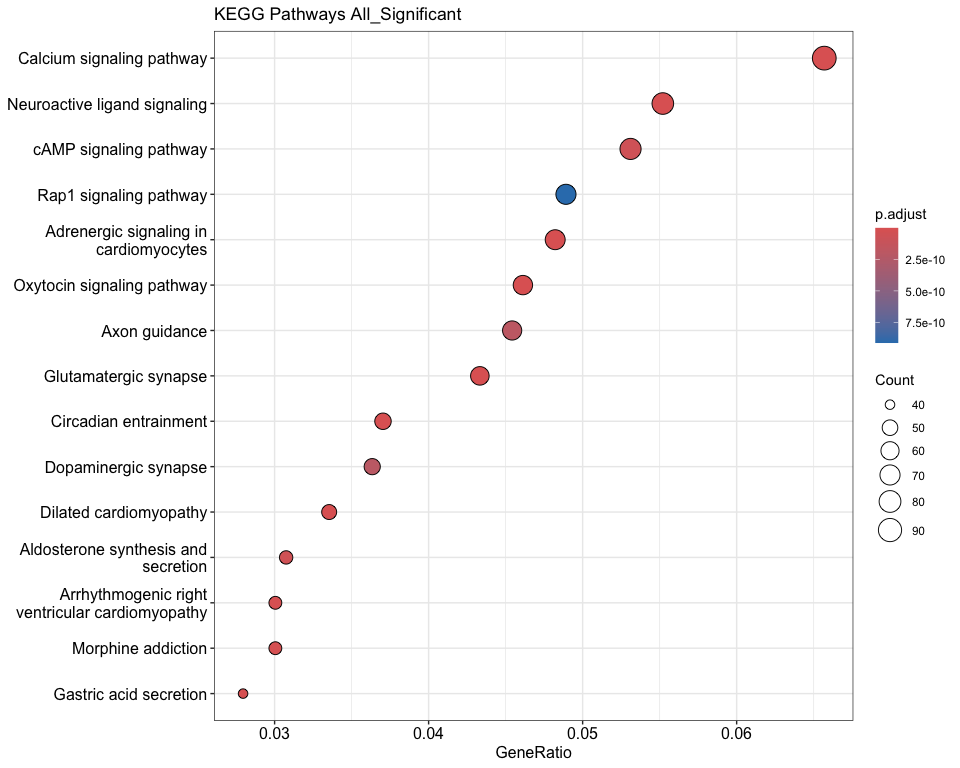 KEGG Pathways All_Significant
Calcium signaling pathway
Neuroactive ligand signaling
cAMP signaling pathway
Rap1 signaling pathway
Adrenergic signaling in
cardiomyocytes
Oxytocin signaling pathway
Axon guidance
Glutamatergic synapse
Circadian entrainment
Dopaminergic synapse
Dilated cardiomyopathy
Aldosterone synthesis and
secretion
Arrhythmogenic right
ventricular cardiomyopathy
Morphine addiction
Gastric acid secretion
0.03
0.04
0.05
0.06
GeneRatio
p.adjust
2.5e-10
5.0e-10
7.5e-10
Count
40
50
60
70
80
90